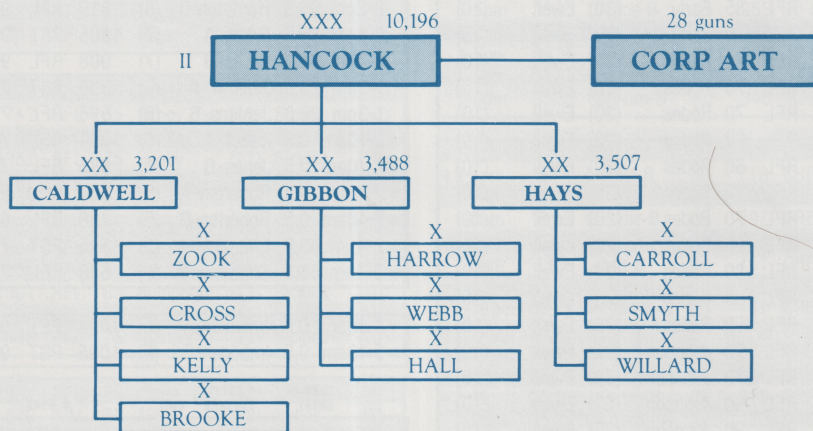 XXX 10,196 28 guns
II HANCOCK CORP ART
XX 3,201 XX 3,488 XX 3,507
CALDWELL GIBBON HAYS
X X X
ZOOK HARROW CARROLL
X X X
CROSS WEBB SMYTH
X X X
KELLY HALL WILLARD
X
BROOKE